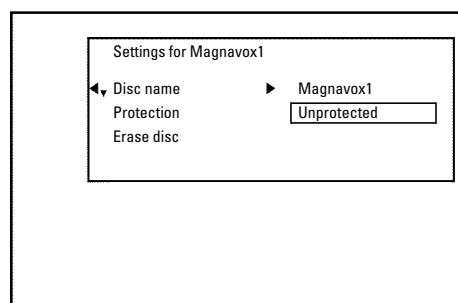 Settings for Magnavox1
Disc name Magnavox1
Protection Unprotected
Erase disc